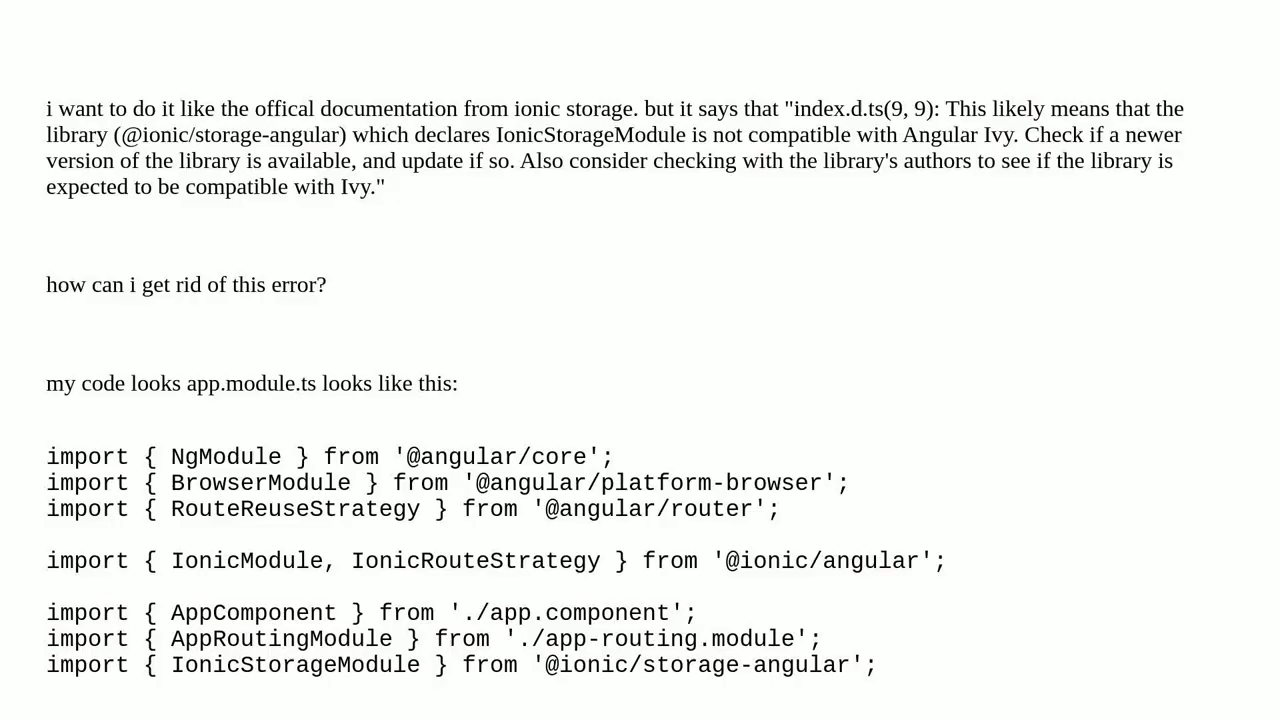 i want to do it like the offical documentation from ionic storage. but it says that "index.d.ts(9, 9): This likely means that the
library (@ionic/storage-angular) which declares IonicStorageModule is not compatible with Angular Ivy. Check if a newer
version of the library is available, and update if so. Also consider checking with the library's authors to see if the library is
expected to be compatible with Ivy."
how can i get rid of this error?
my code looks app.module.ts looks like this:
import { NgModule } from '@angular/core';
import { BrowserModule } from '@angular/platform-browser';
import { RouteReuseStrategy } from '@angular/router';
import { IonicModule, IonicRouteStrategy } from '@ionic/angular';
import { AppComponent } from './app.component';
import { AppRoutingModule } from './app-routing.module';
import { IonicStorageModule } from '@ionic/storage-angular';